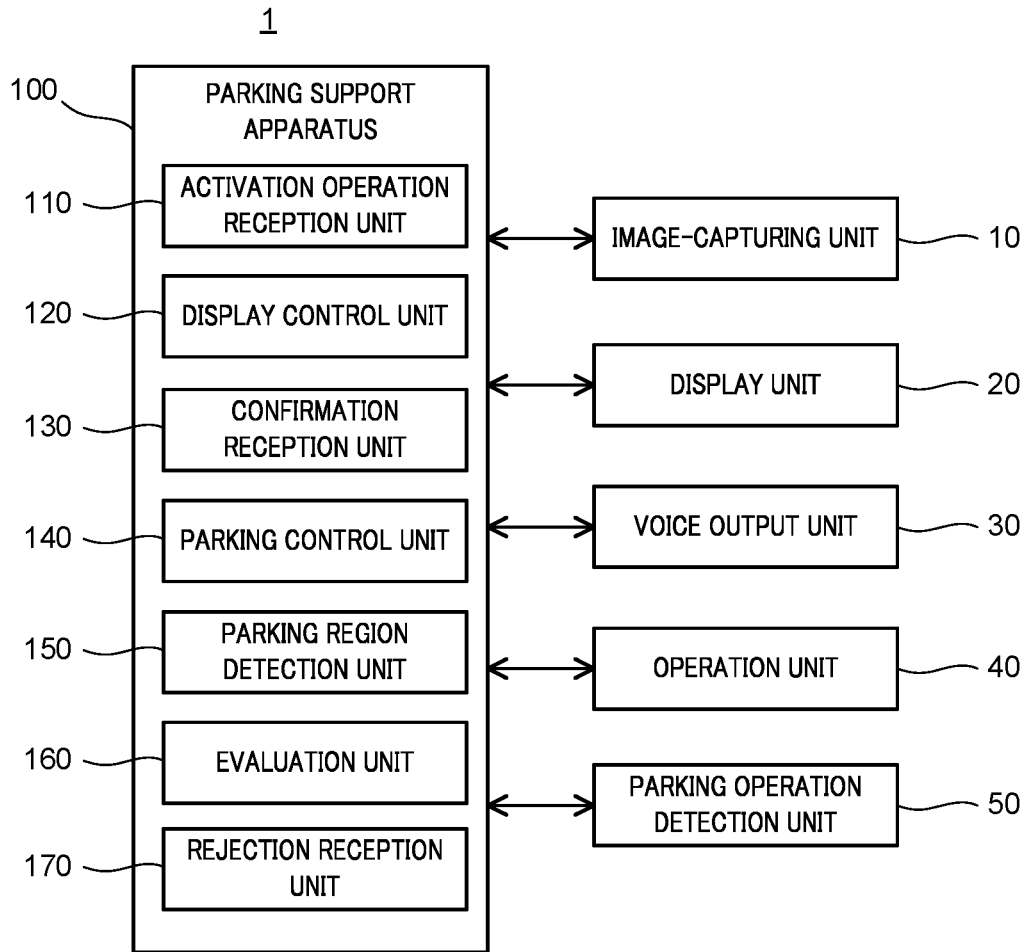 1
100
PARKING SUPPORT
APPARATUS
110
ACTIVATION OPERATION
RECEPTION UNIT
120
DISPLAY CONTROL UNIT
130
CONFIRMATION
RECEPTION UNIT
140
PARKING CONTROL UNIT
150
PARKING REGION
DETECTION UNIT
160
EVALUATION UNIT
170
REJECTION RECEPTION
UNIT
IMAGE-CAPTURING UNIT
10
DISPLAY UNIT
20
VOICE OUTPUT UNIT
30
OPERATION UNIT
40
PARKING OPERATION
DETECTION UNIT
50